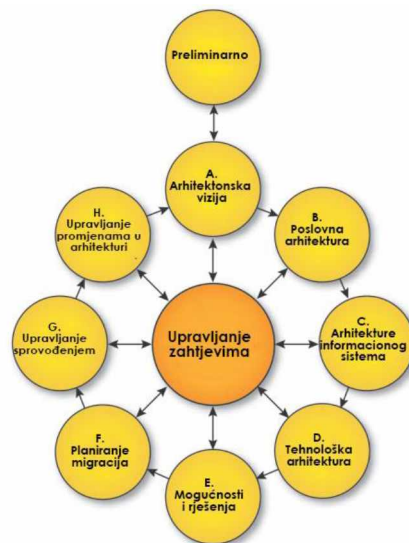 Preliminarno
A.
Arhitektonska
vizija
B.
Poslovna
arhitektura
C.
Arhitekture
informacionog
sistema
D.
Tehnološka
arhitektura
E.
Mogućnosti
i rješenja
F.
Planiranje
migracija
G.
Upravljanje
sprovođenjem
H.
Upravljanje
promjenama u
arhitekturi
Upravljanje
zahtjevima